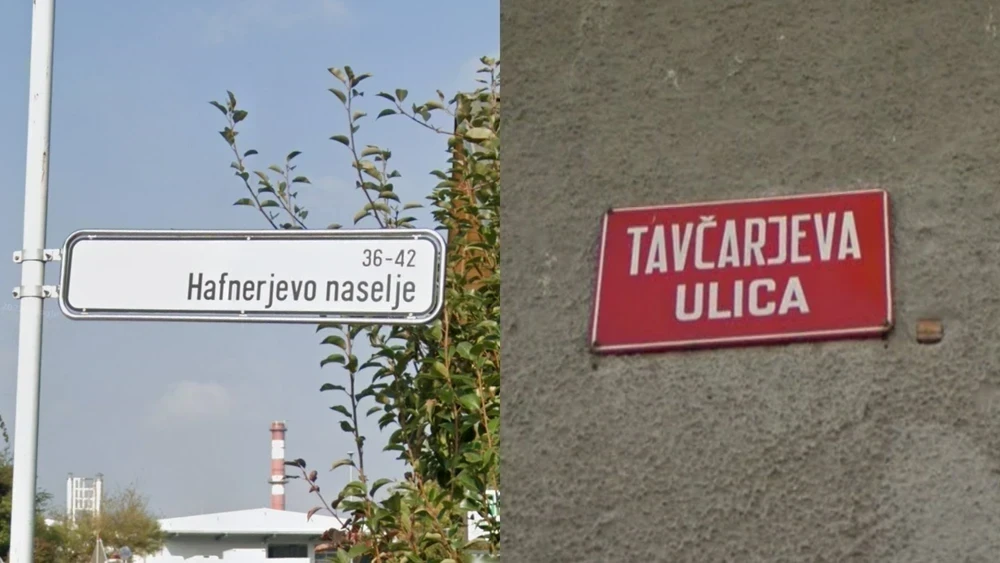 36-42
Hafnerjevo naselje
TAVČARJEVA
ULICA